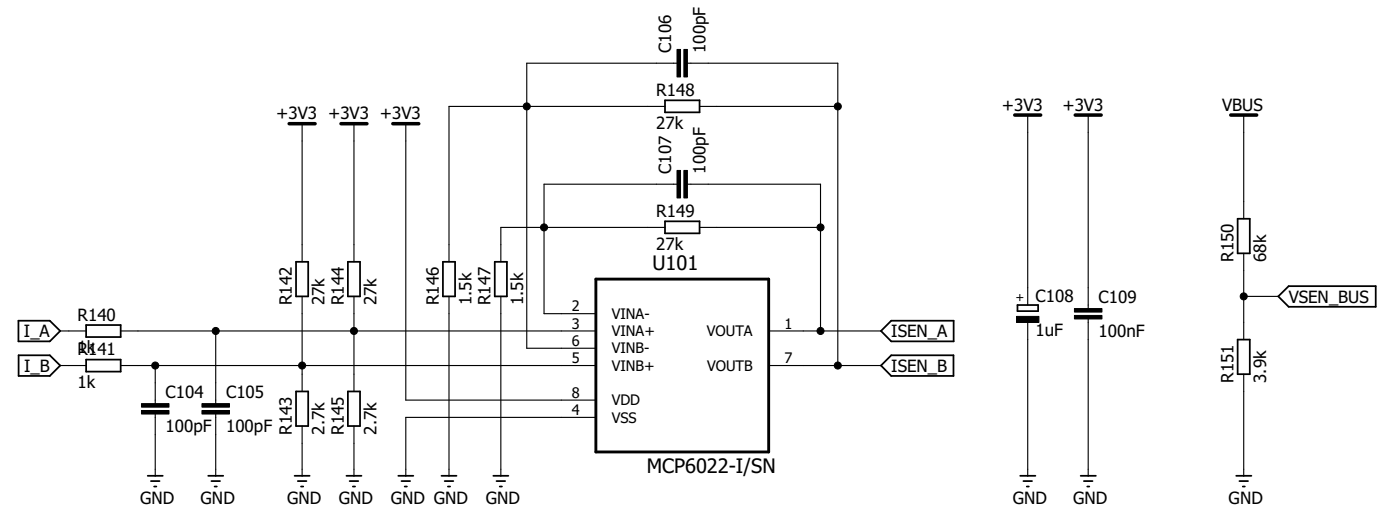 C106
100pF
R148
27k
C107
100pF
R149
27k
+3V3
+3V3
+3V3
+3V3
+3V3
VBUS
R142
27k
R144
27k
R146
1.5k
R147
1.5k
U101
2
VINA-
3
VINA+
6
VINB-
5
VINB+
8
VDD
4
VSS
VOUTA
1
VOUTB
7
MCP6022-I/SN
I_A
R140
1k
I_B
R141
1k
C104
100pF
C105
100pF
R143
2.7k
R145
2.7k
ISEN_A
ISEN_B
+
C108
1uF
C109
100nF
R150
68k
VSEN_BUS
R151
3.9k
GND
GND
GND
GND
GND
GND
GND
GND
GND
GND